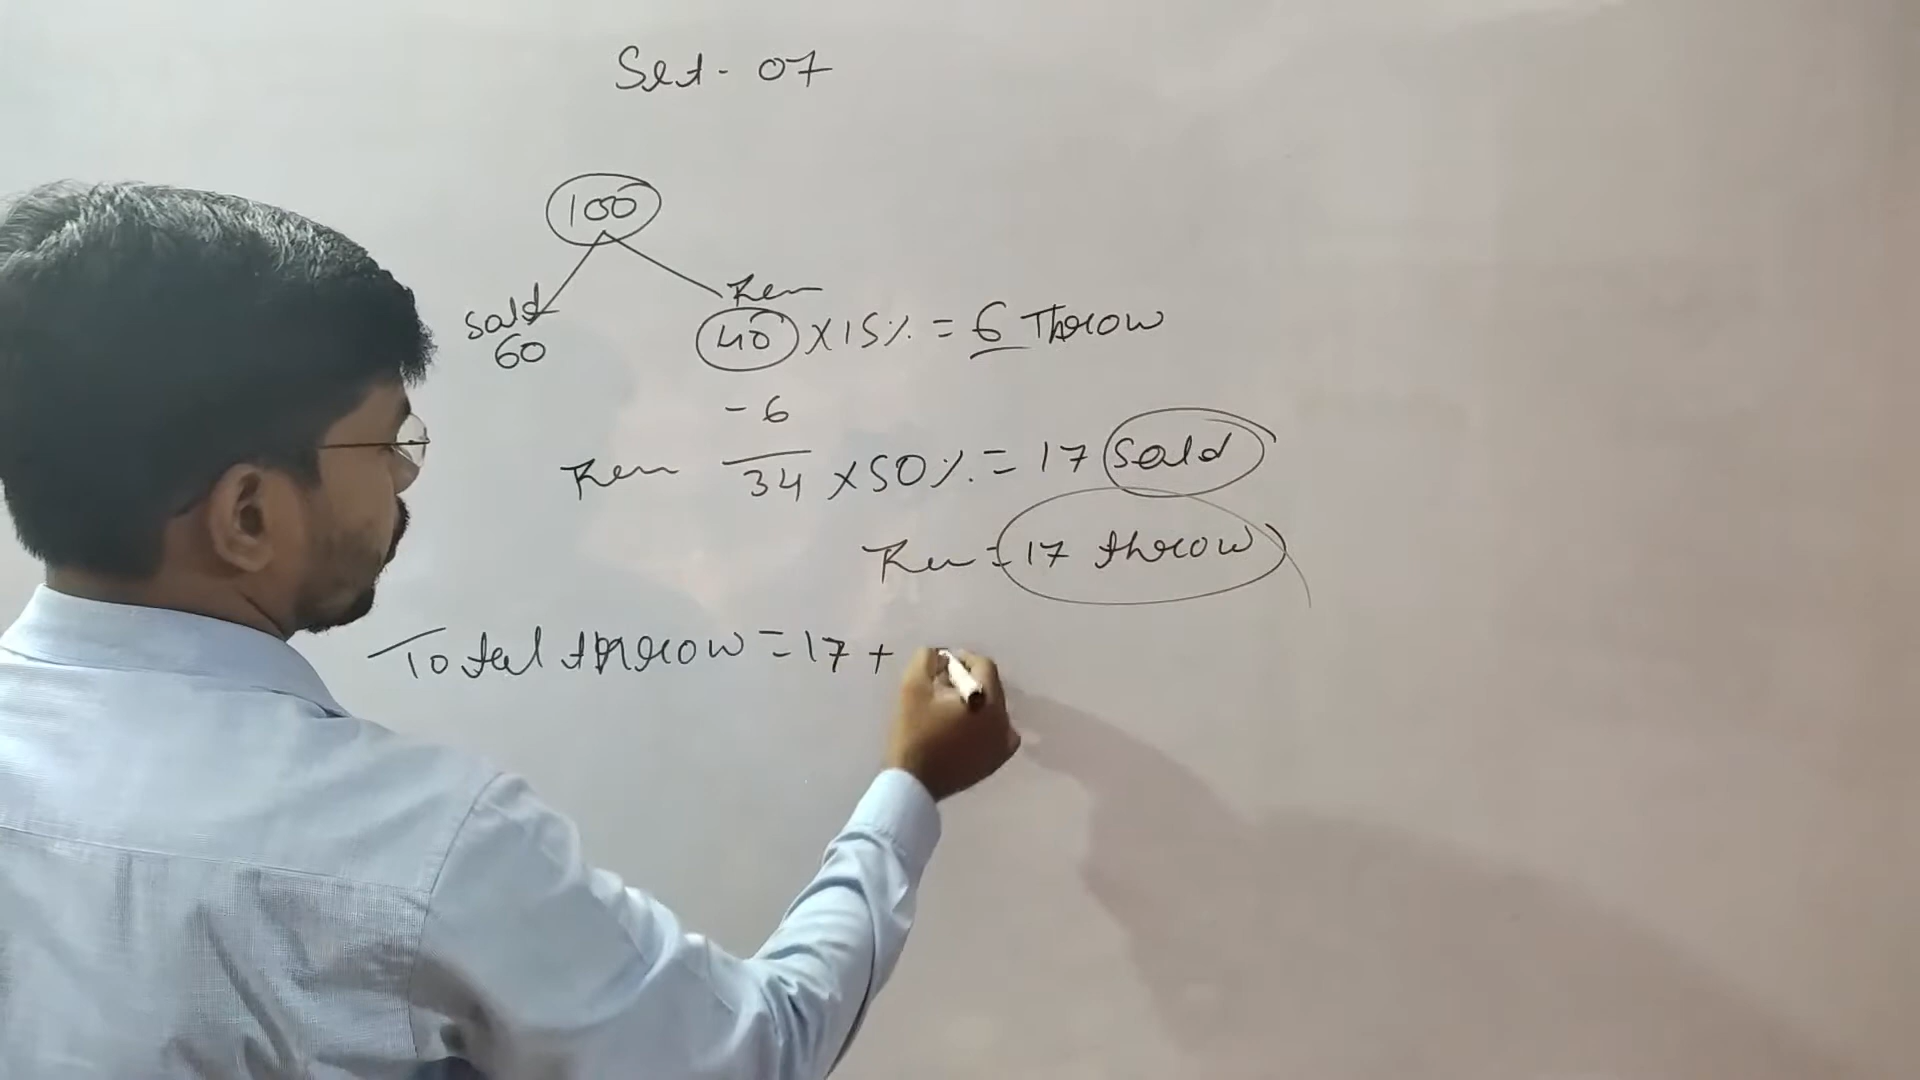 Set - 07
100
Sold
60
Rem
40 × 15% = 6 Throw
- 6
Rem 34 × 50% = 17 Sold
Rem = 17 throw
Total throw = 17 +